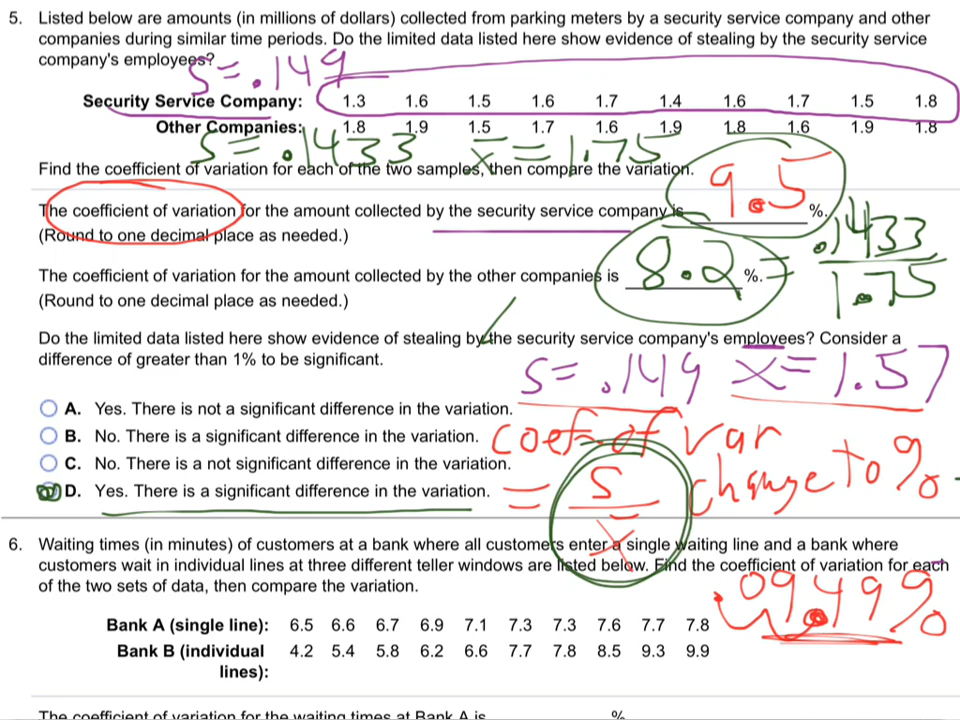 5. Listed below are amounts (in millions of dollars) collected from parking meters by a security service company and other
companies during similar time periods. Do the limited data listed here show evidence of stealing by the security service
company's employees?
s = .149
Security Service Company: 1.3 1.6 1.5 1.6 1.7 1.4 1.6 1.7 1.5 1.8
Other Companies: 1.8 1.9 1.5 1.7 1.6 1.9 1.8 1.6 1.9 1.8
s = .1433 x̄ = 1.75
Find the coefficient of variation for each of the two samples, then compare the variation.
The coefficient of variation for the amount collected by the security service company is 9.5 %.
(Round to one decimal place as needed.)
The coefficient of variation for the amount collected by the other companies is 8.2 %. = .1433
1.75
(Round to one decimal place as needed.)
Do the limited data listed here show evidence of stealing by the security service company's employees? Consider a
difference of greater than 1% to be significant.
s = .149 x̄ = 1.57
A. Yes. There is not a significant difference in the variation.
B. No. There is a significant difference in the variation.
coef of var
C. No. There is a not significant difference in the variation.
D. Yes. There is a significant difference in the variation.
= s
x̄
change to %
6. Waiting times (in minutes) of customers at a bank where all customers enter a single waiting line and a bank where
customers wait in individual lines at three different teller windows are listed below. Find the coefficient of variation for each
of the two sets of data, then compare the variation.
.09.49%
Bank A (single line): 6.5 6.6 6.7 6.9 7.1 7.3 7.3 7.6 7.7 7.8
Bank B (individual 4.2 5.4 5.8 6.2 6.6 7.7 7.8 8.5 9.3 9.9
lines):
The coefficient of variation for the waiting times at Bank A is %